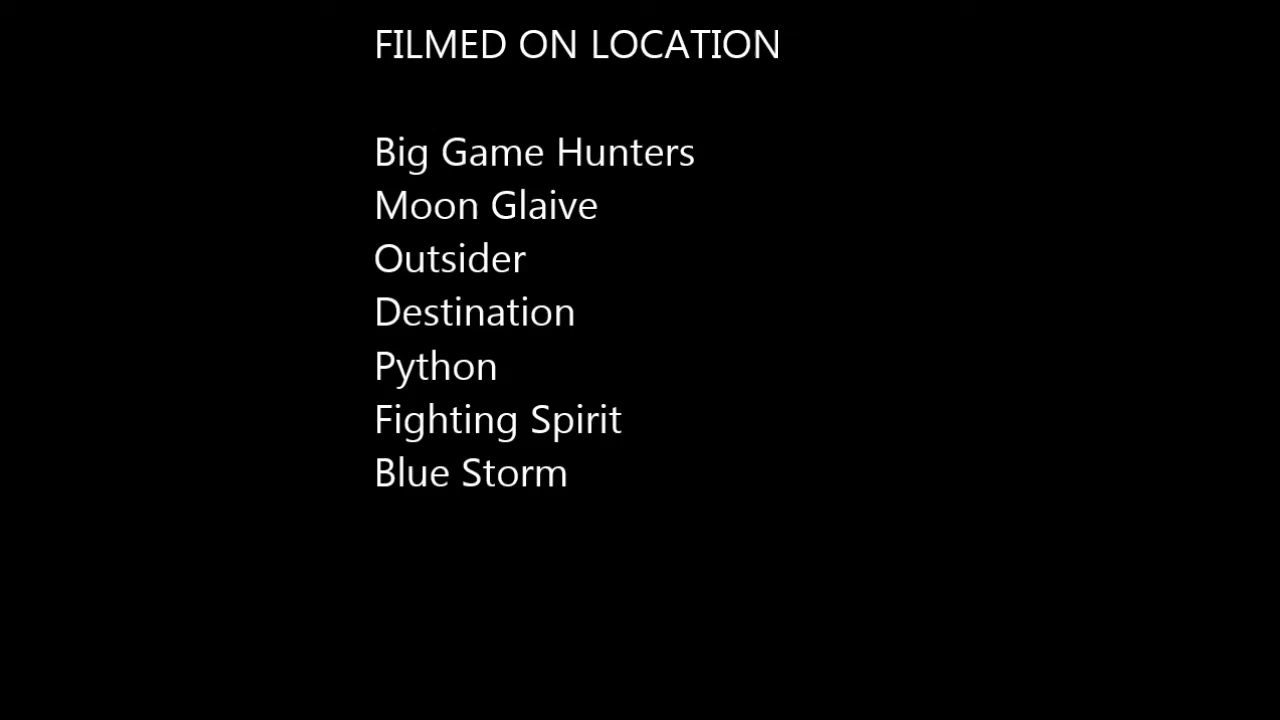 FILMED ON LOCATION
Big Game Hunters
Moon Glaive
Outsider
Destination
Python
Fighting Spirit
Blue Storm